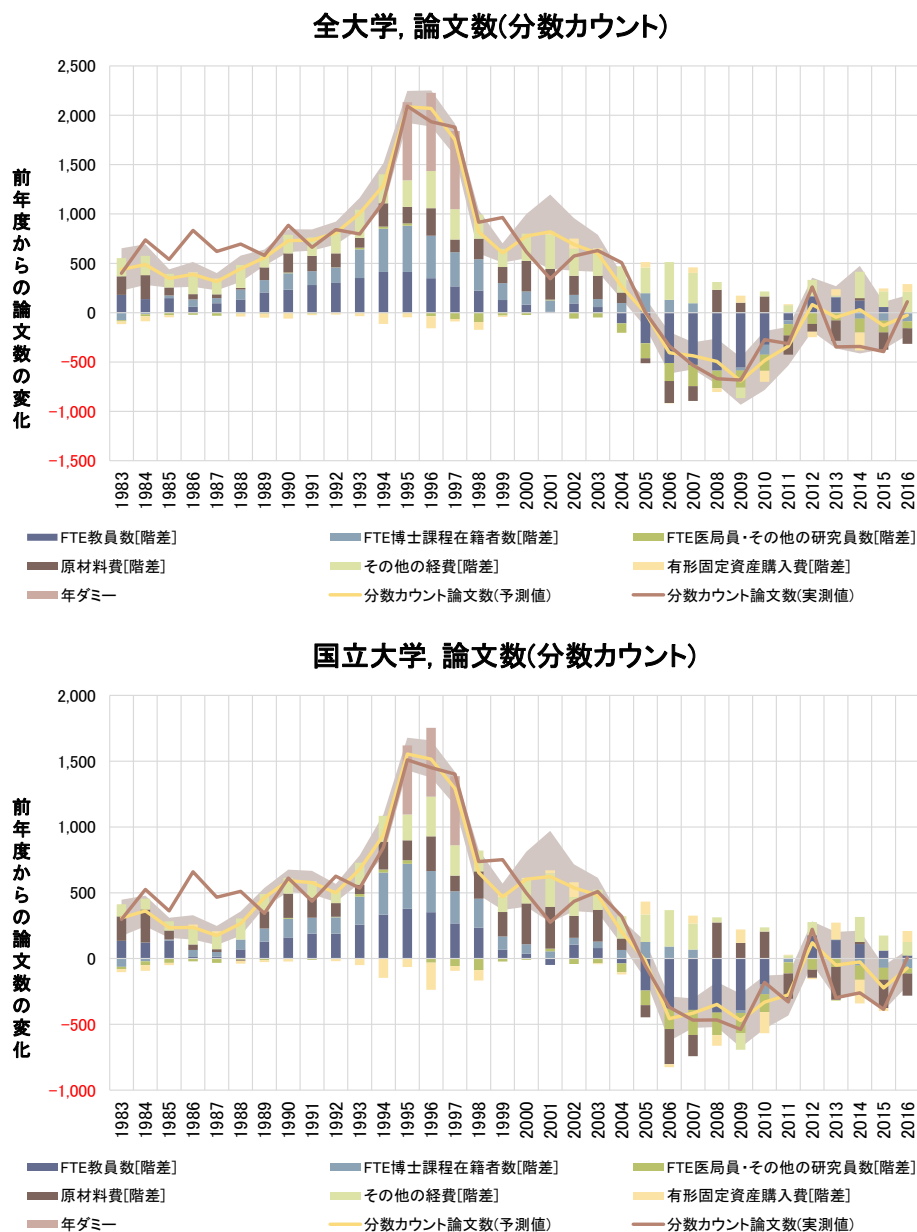 全大学, 論文数(分数カウント)
前年度からの論文数の変化
2,500
2,000
1,500
1,000
500
0
−500
−1,000
−1,500
1983 1984 1985 1986 1987 1988 1989 1990 1991 1992 1993 1994 1995 1996 1997 1998 1999 2000 2001 2002 2003 2004 2005 2006 2007 2008 2009 2010 2011 2012 2013 2014 2015 2016
FTE教員数[階差] FTE博士課程在籍者数[階差] FTE医局員・その他の研究員数[階差]
原材料費[階差] その他の経費[階差] 有形固定資産購入費[階差]
年ダミー 分数カウント論文数(予測値) 分数カウント論文数(実測値)
国立大学, 論文数(分数カウント)
前年度からの論文数の変化
2,000
1,500
1,000
500
0
−500
−1,000
1983 1984 1985 1986 1987 1988 1989 1990 1991 1992 1993 1994 1995 1996 1997 1998 1999 2000 2001 2002 2003 2004 2005 2006 2007 2008 2009 2010 2011 2012 2013 2014 2015 2016
FTE教員数[階差] FTE博士課程在籍者数[階差] FTE医局員・その他の研究員数[階差]
原材料費[階差] その他の経費[階差] 有形固定資産購入費[階差]
年ダミー 分数カウント論文数(予測値) 分数カウント論文数(実測値)